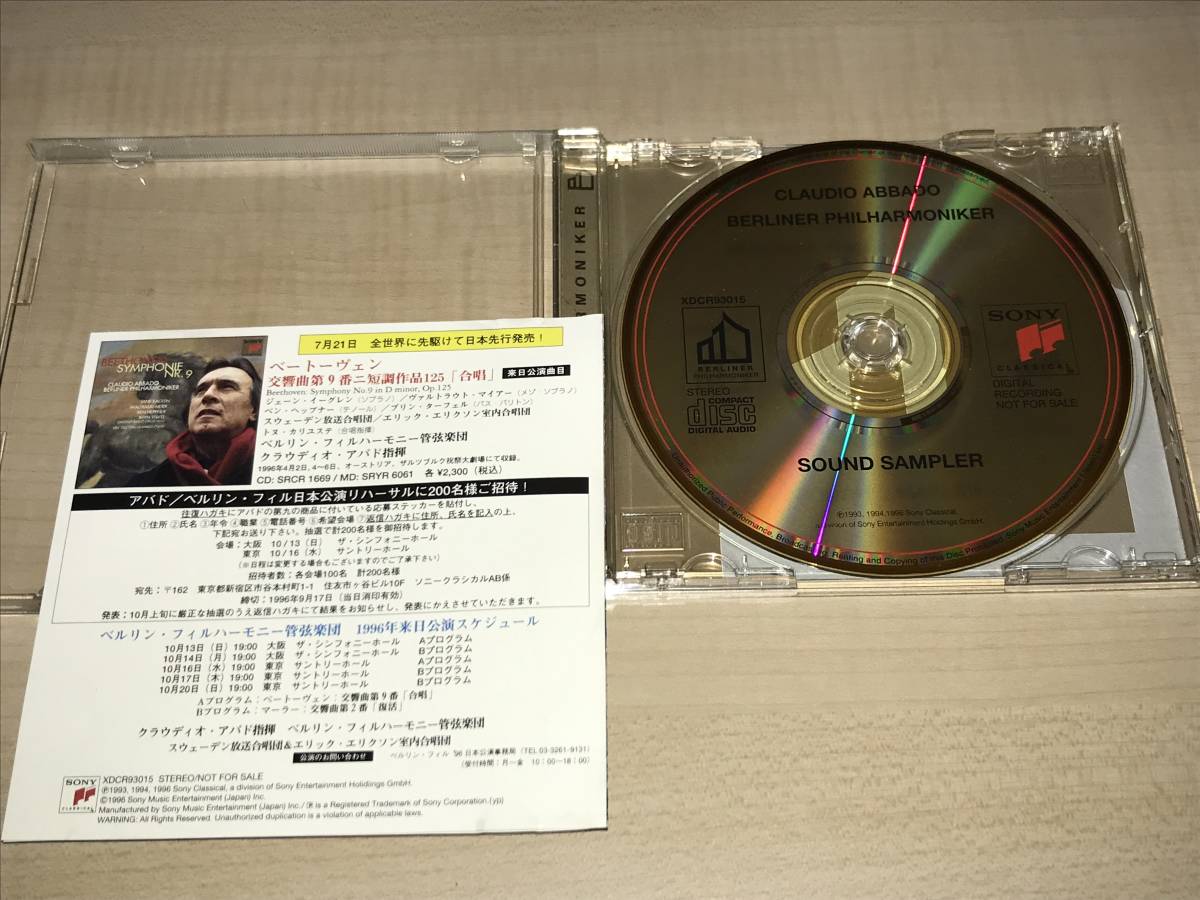 7月21日 全世界に先駆けて日本先行発売！
BEETHOVEN
SYMPHONIE
NR.9
CLAUDIO ABBADO
BERLINER PHILHARMONIKER
ベートーヴェン
交響曲第9番ニ短調作品125「合唱」 来日公演曲目
Beethoven: Symphony No.9 in D minor, Op.125
ジェーン・イーグレン（ソプラノ）／ヴァルトラウト・マイアー（メゾ ソプラノ）
ベン・ヘップナー（テノール）／ブリン・ターフェル（バス バリトン）
スウェーデン放送合唱団／エリック・エリクソン室内合唱団
トヌ・カリユステ（合唱指揮）
ベルリン・フィルハーモニー管弦楽団
クラウディオ・アバド指揮
1996年4月2日, 4～6日、オーストリア、ザルツブルク祝祭大劇場にて収録。
CD: SRCR 1669 / MD: SRYR 6061 各 ¥2,300（税込）
アバド／ベルリン・フィル日本公演リハーサルに200名様ご招待！
往復ハガキにアバドの第九の商品に付いている応募ステッカーを貼付し、
①住所 ②氏名 ③年令 ④職業 ⑤電話番号 ⑥希望会場 ⑦返信ハガキに住所、氏名を記入の上、
下記宛お送り下さい。抽選で計200名様を御招待します。
会場：大阪 10／13（日） ザ・シンフォニーホール
東京 10／16（水） サントリーホール
（※日程は変更する場合もございますのでご了承下さい）
招待者数：各会場100名 計200名様
宛先：〒162 東京都新宿区市谷本村町1-1 住友市ヶ谷ビル10F ソニークラシカルAB係
締切：1996年9月17日（当日消印有効）
発表：10月上旬に厳正な抽選のうえ返信ハガキにて結果をお知らせし、発表にかえさせていただきます。
ベルリン・フィルハーモニー管弦楽団 1996年来日公演スケジュール
10月13日（日）19:00 大阪 ザ・シンフォニーホール Aプログラム
10月14日（月）19:00 大阪 ザ・シンフォニーホール Bプログラム
10月16日（水）19:00 東京 サントリーホール Aプログラム
10月17日（木）19:00 東京 サントリーホール Bプログラム
10月20日（日）19:00 東京 サントリーホール Bプログラム
Aプログラム：ベートーヴェン：交響曲第9番「合唱」
Bプログラム：マーラー：交響曲第2番「復活」
クラウディオ・アバド指揮 ベルリン・フィルハーモニー管弦楽団
スウェーデン放送合唱団＆エリック・エリクソン室内合唱団
公演のお問い合わせ ベルリン・フィル '96 日本公演事務局（TEL 03-3261-9131）
（受付時間：月－金 10：00～18：00）
SONY
CLASSICAL
XDCR93015 STEREO/NOT FOR SALE
℗1993, 1994, 1996 Sony Classical, a division of Sony Entertainment Holdidings GmbH.
©1996 Sony Music Entertainment (Japan) Inc.
Manufactured by Sony Music Entertainment (Japan) Inc./ is a Registered Trademark of Sony Corporation.(yp)
WARNING: All Rights Reserved. Unauthorized duplication is a violation of applicable laws.
RMONIKER
CLAUDIO ABBADO
BERLINER PHILHARMONIKER
XDCR93015
BERLINER
PHILHARMONIKER
STEREO
COMPACT
disc
DIGITAL AUDIO
SONY
CLASSICAL
DIGITAL
RECORDING
NOT FOR SALE
SOUND SAMPLER
℗1993, 1994, 1996 Sony Classical,
a division of Sony Entertainment Holdings GmbH.
Unauthorized Public Performance, Broadcasting, Renting and Copying of this Disc Prohibited. Sony Music Entertainment